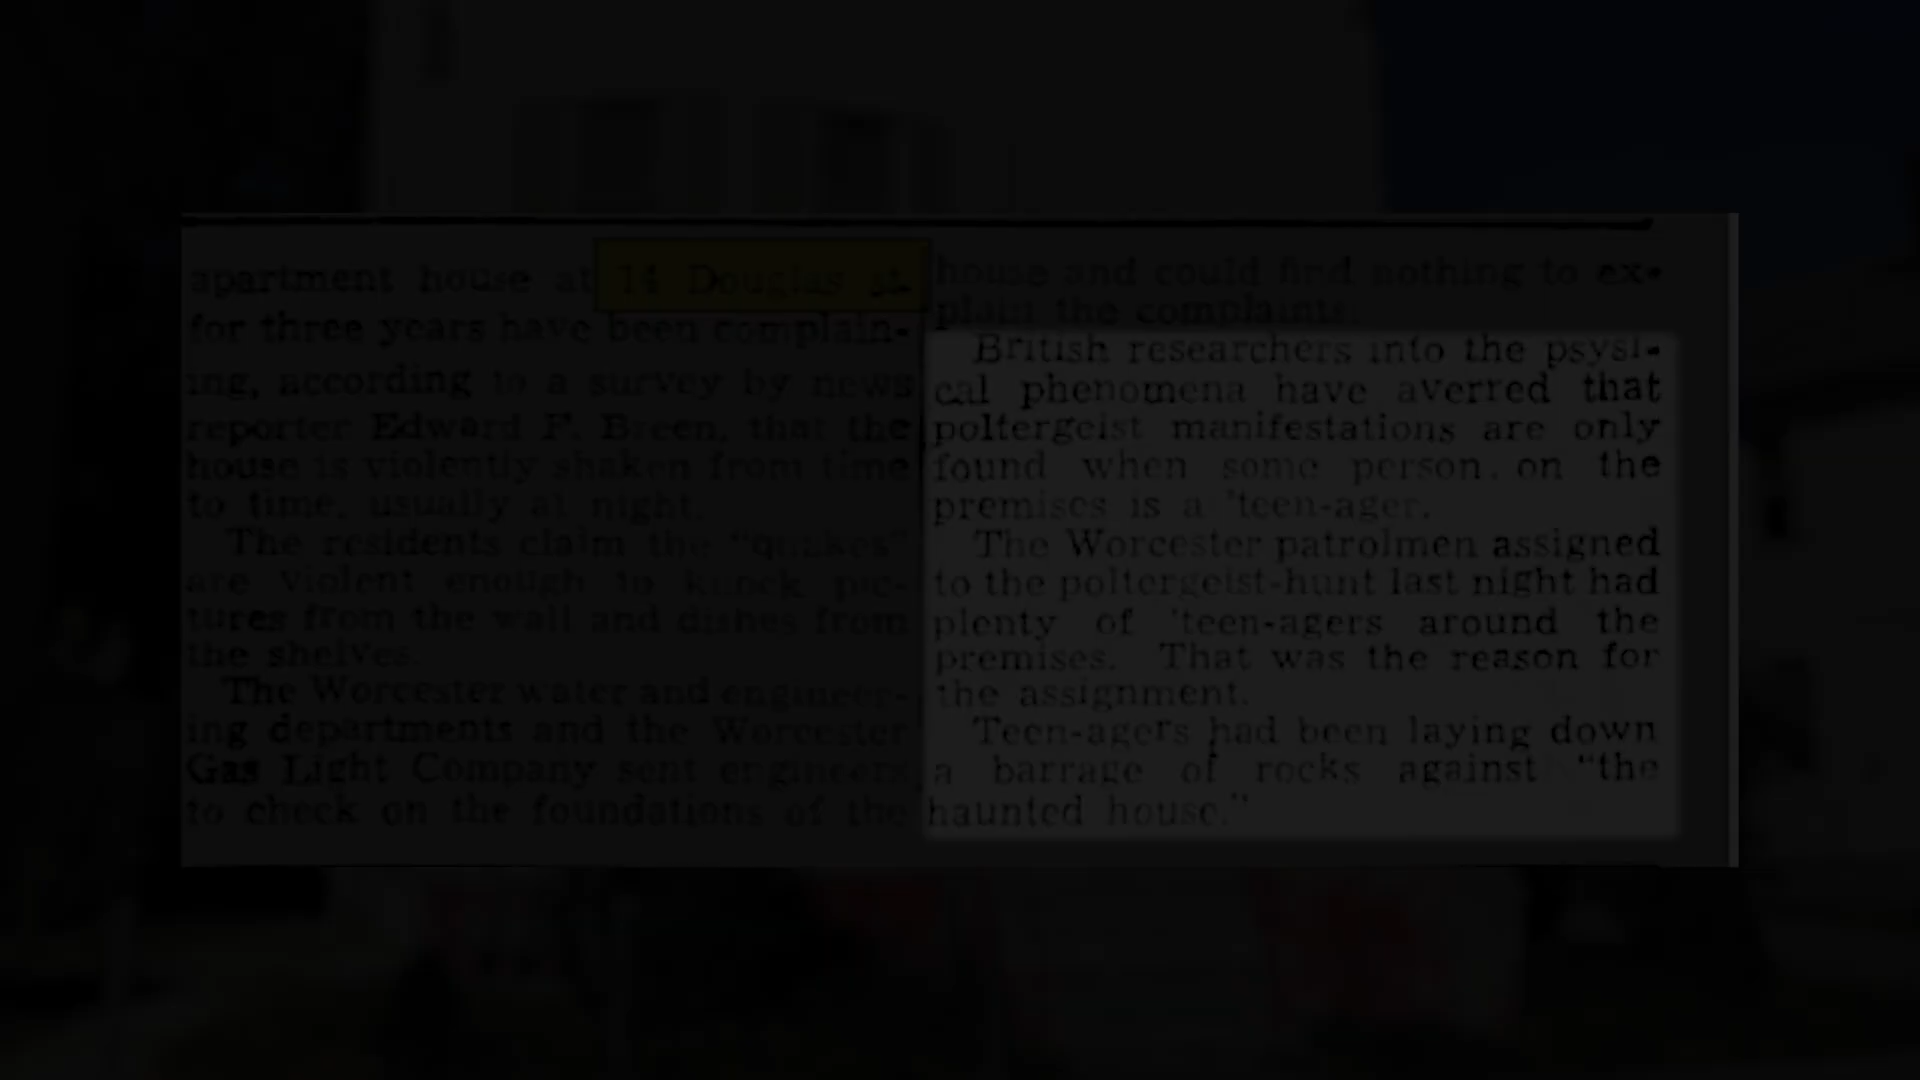 apartment house at 14 Douglas st.
for three years have been complain-
ing, according to a survey by news
reporter Edward F. Breen, that the
house is violently shaken from time
to time, usually at night.
The residents claim the "quakes"
are violent enough to knock pic-
tures from the wall and dishes from
the shelves.
The Worcester water and engineer-
ing departments and the Worcester
Gas Light Company sent engineers
to check on the foundations of the
house and could find nothing to ex-
plain the complaints.
British researchers into the psysi-
cal phenomena have averred that
poltergeist manifestations are only
found when some person on the
premises is a 'teen-ager.
The Worcester patrolmen assigned
to the poltergeist-hunt last night had
plenty of 'teen-agers around the
premises. That was the reason for
the assignment.
Teen-agers had been laying down
a barrage of rocks against "the
haunted house."